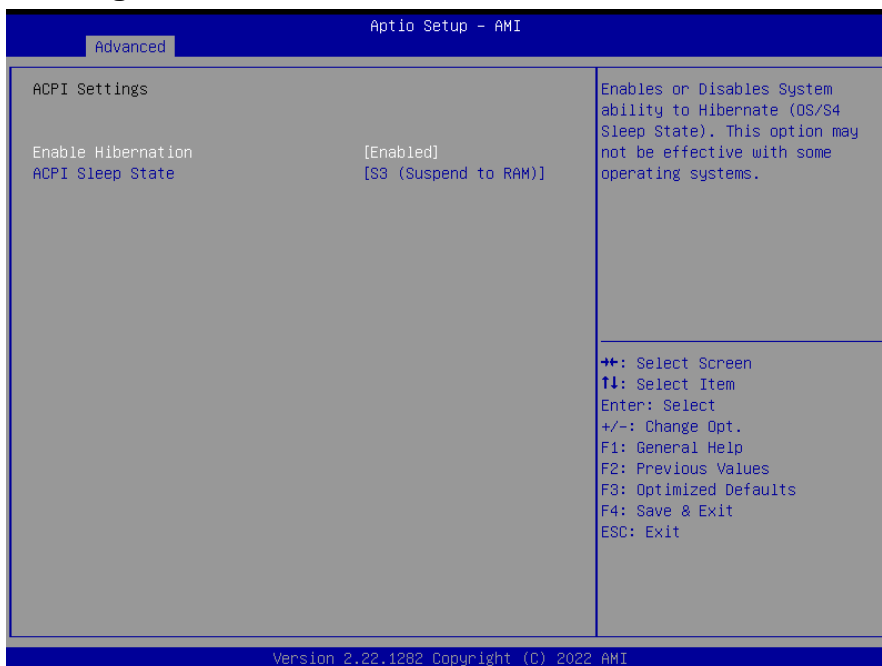 Aptio Setup – AMI
Advanced
ACPI Settings
Enable Hibernation [Enabled]
ACPI Sleep State [S3 (Suspend to RAM)]
Enables or Disables System
ability to Hibernate (OS/S4
Sleep State). This option may
not be effective with some
operating systems.
→←: Select Screen
↑↓: Select Item
Enter: Select
+/-: Change Opt.
F1: General Help
F2: Previous Values
F3: Optimized Defaults
F4: Save & Exit
ESC: Exit
Version 2.22.1282 Copyright (C) 2022 AMI